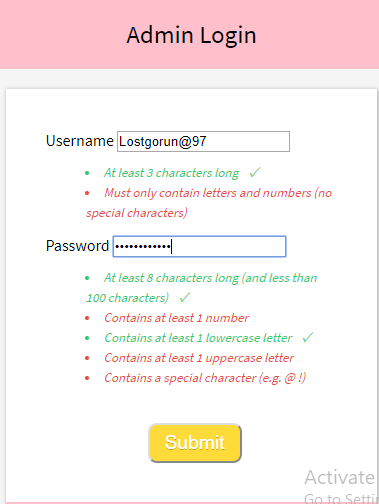 Admin Login
Username Lostgorun@97
• At least 3 characters long ✓
• Must only contain letters and numbers (no
special characters)
Password ••••••••••••
• At least 8 characters long (and less than
100 characters) ✓
• Contains at least 1 number
• Contains at least 1 lowercase letter ✓
• Contains at least 1 uppercase letter
• Contains a special character (e.g. @ !)
Submit
Activate
Go to Setti